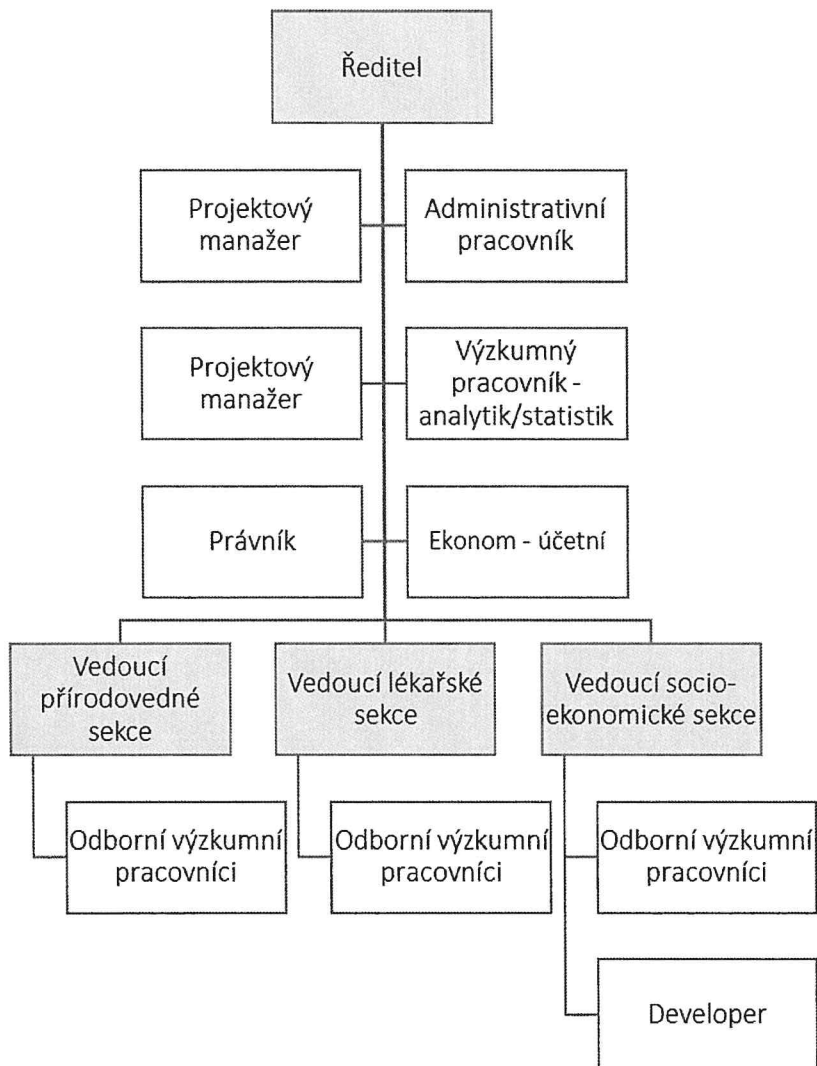 Ředitel
Projektový
manažer
Administrativní
pracovník
Projektový
manažer
Výzkumný
pracovník -
analytik/statistik
Právník
Ekonom - účetní
Vedoucí
přírodovedné
sekce
Vedoucí lékařské
sekce
Vedoucí socio-
ekonomické sekce
Odborní výzkumní
pracovníci
Odborní výzkumní
pracovníci
Odborní výzkumní
pracovníci
Developer